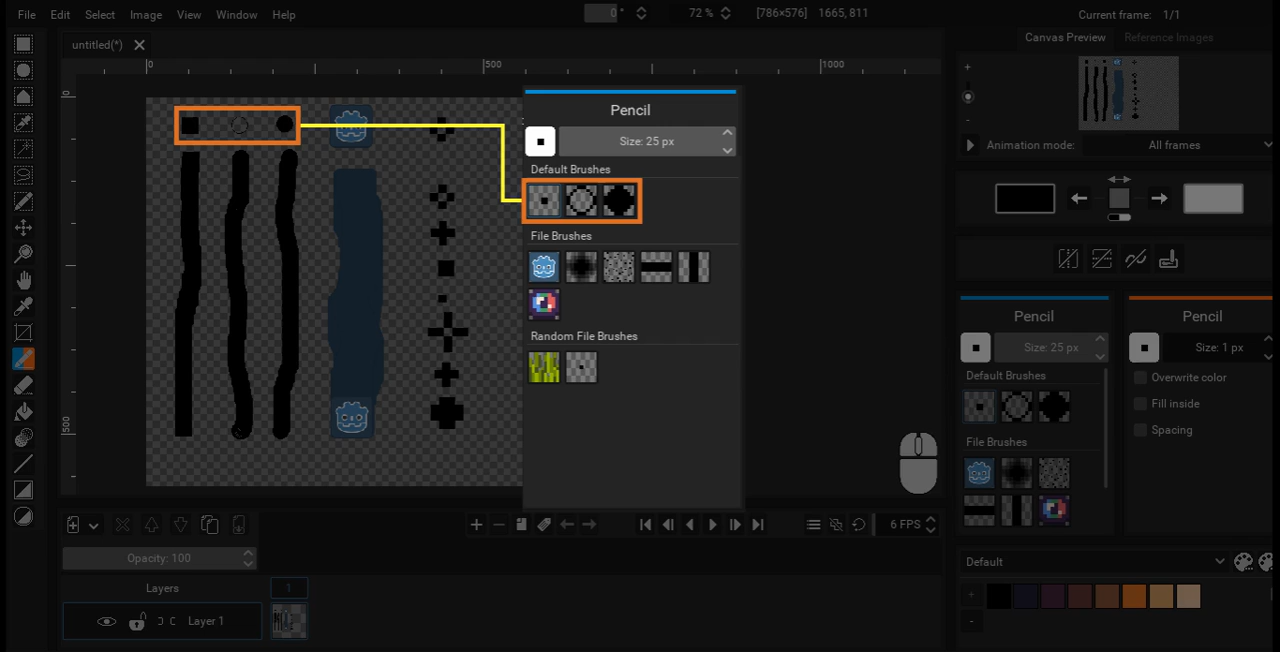 File Edit Select Image View Window Help
0 °
72 %
[786×576] 1665, 811
Current frame: 1/1
untitled(*)
Canvas Preview Reference Images
0 500 1000
0
500
Animation mode: All frames
Pencil
Size: 25 px
Default Brushes
File Brushes
Random File Brushes
Pencil
Size: 25 px
Default Brushes
File Brushes
Pencil
Size: 1 px
Overwrite color
Fill inside
Spacing
6 FPS
Opacity: 100
Layers
1
Layer 1
Default